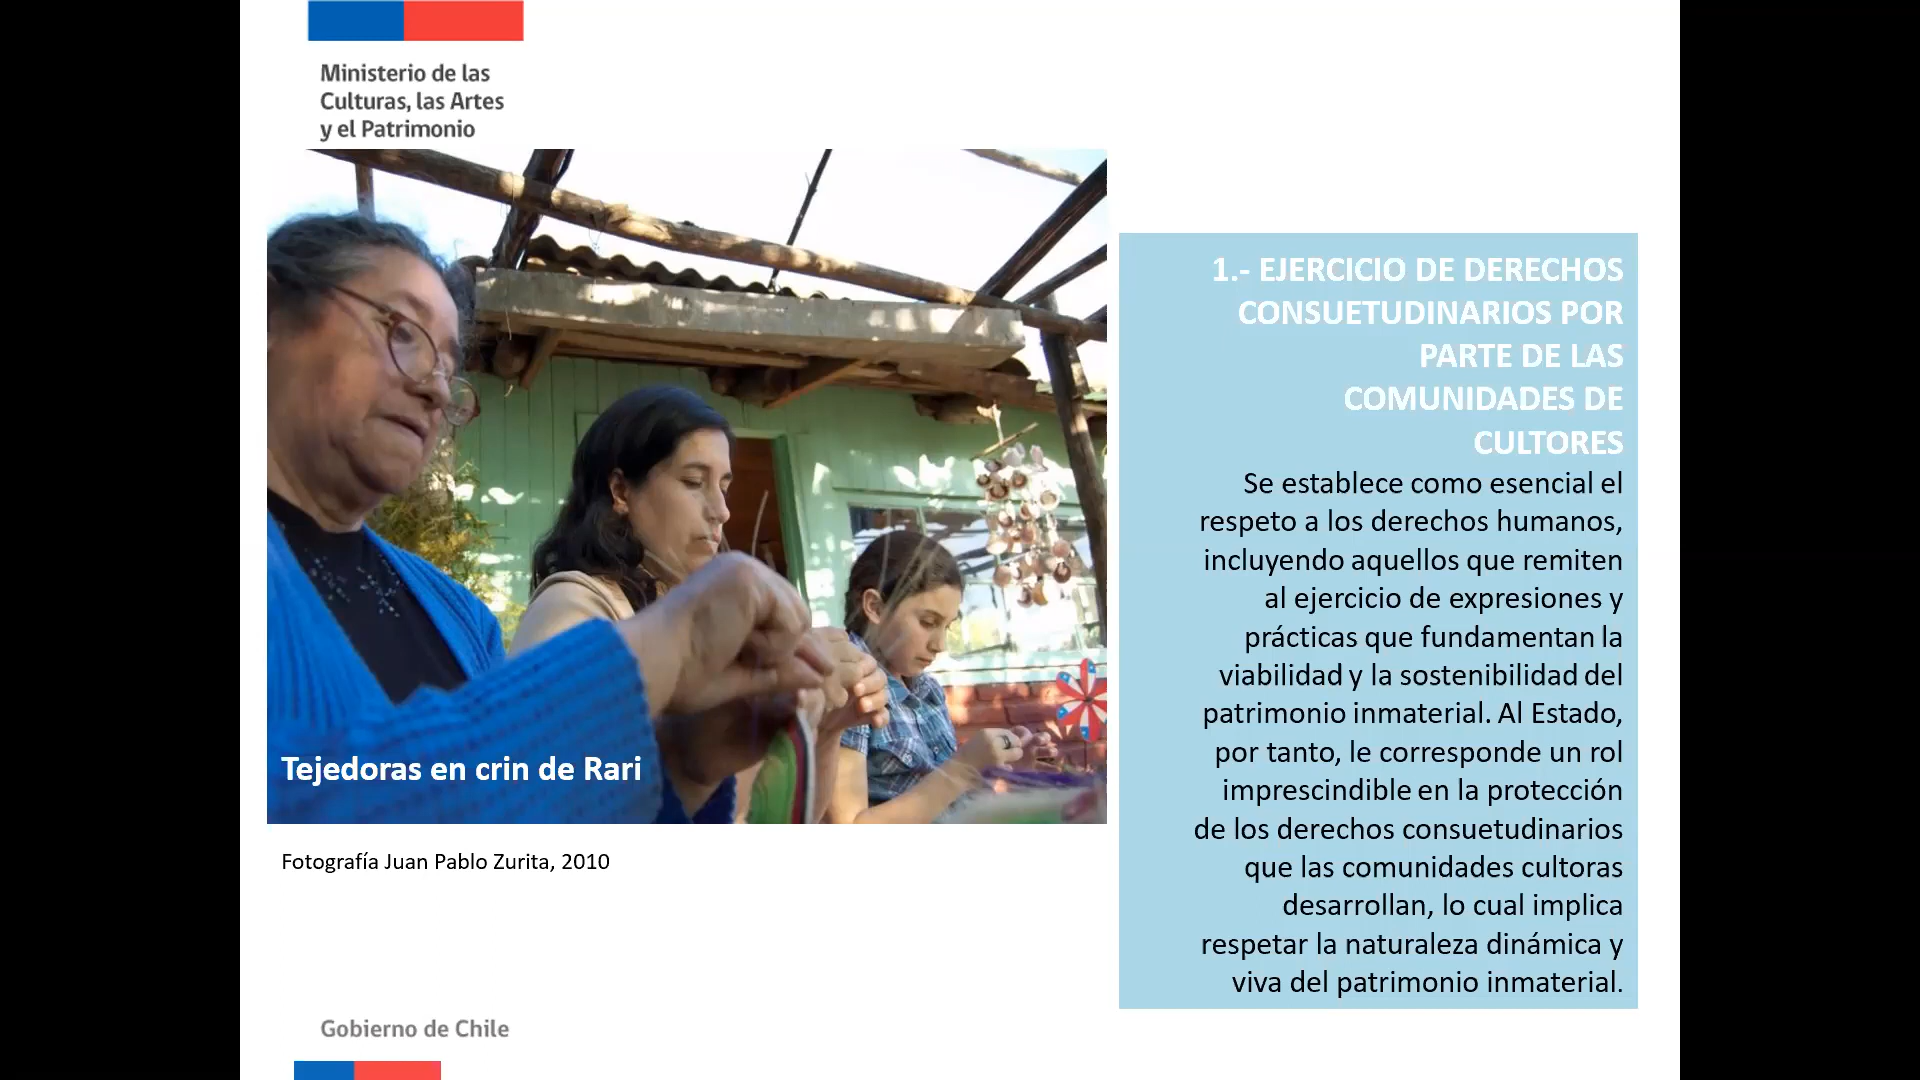 Ministerio de las
Culturas, las Artes
y el Patrimonio
Tejedoras en crin de Rari
Fotografía Juan Pablo Zurita, 2010
1.- EJERCICIO DE DERECHOS
CONSUETUDINARIOS POR
PARTE DE LAS
COMUNIDADES DE
CULTORES
Se establece como esencial el
respeto a los derechos humanos,
incluyendo aquellos que remiten
al ejercicio de expresiones y
prácticas que fundamentan la
viabilidad y la sostenibilidad del
patrimonio inmaterial. Al Estado,
por tanto, le corresponde un rol
imprescindible en la protección
de los derechos consuetudinarios
que las comunidades cultoras
desarrollan, lo cual implica
respetar la naturaleza dinámica y
viva del patrimonio inmaterial.
Gobierno de Chile